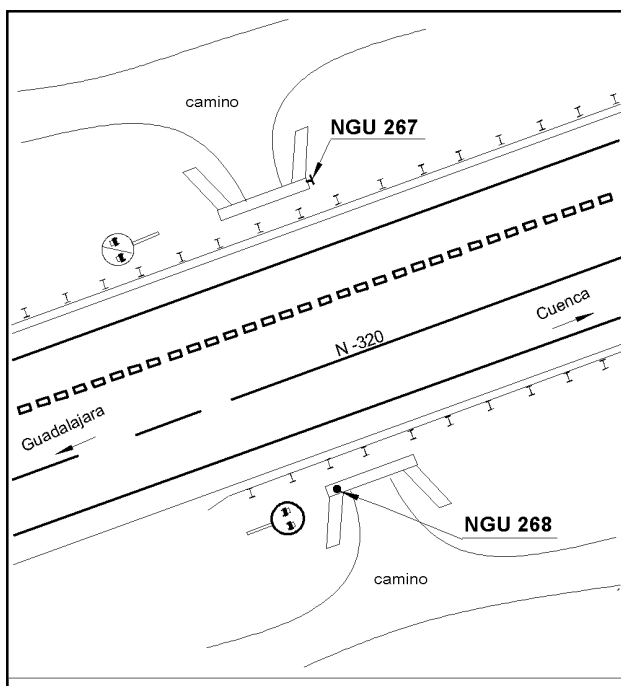 camino
NGU 267
Cuenca
N -320
Guadalajara
NGU 268
camino